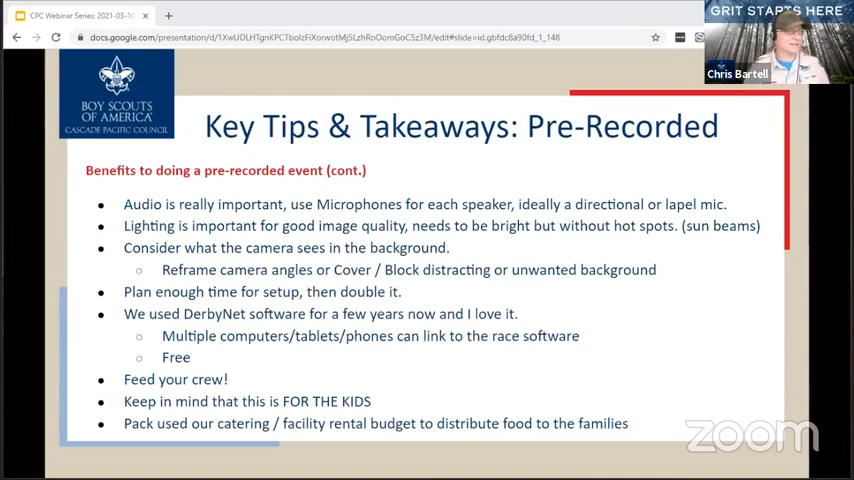 CPC Webinar Series: 2021-03-10
docs.google.com/presentation/d/1XwUDLHTgnKPCTbolzFiXorwotMj5LzhRoOomGoC5z3M/edit#slide=id.gbfdc8a90fd_1_148
GRIT STARTS HERE
Chris Bartell
BOY SCOUTS
OF AMERICA
CASCADE PACIFIC COUNCIL
Key Tips & Takeaways: Pre-Recorded
Benefits to doing a pre-recorded event (cont.)
Audio is really important, use Microphones for each speaker, ideally a directional or lapel mic.
Lighting is important for good image quality, needs to be bright but without hot spots. (sun beams)
Consider what the camera sees in the background.
Reframe camera angles or Cover / Block distracting or unwanted background
Plan enough time for setup, then double it.
We used DerbyNet software for a few years now and I love it.
Multiple computers/tablets/phones can link to the race software
Free
Feed your crew!
Keep in mind that this is FOR THE KIDS
Pack used our catering / facility rental budget to distribute food to the families
zoom